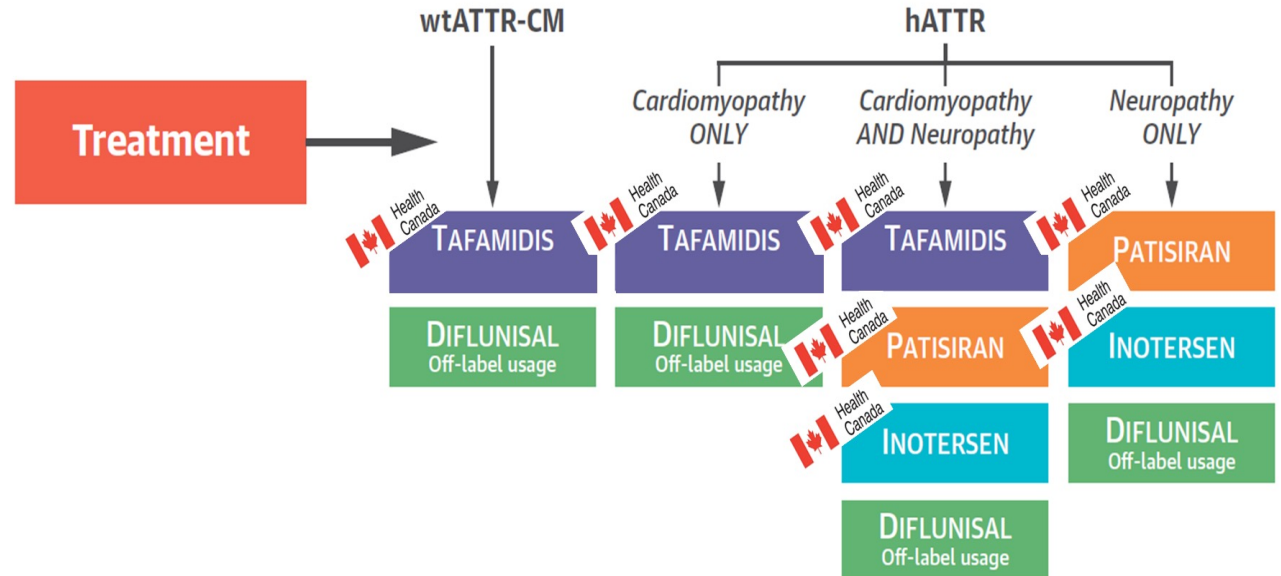 wtATTR-CM
hATTR
Treatment
Cardiomyopathy
ONLY
Cardiomyopathy
AND Neuropathy
Neuropathy
ONLY
Health
Canada
TAFAMIDIS
DIFLUNISAL
Off-label usage
Health
Canada
TAFAMIDIS
DIFLUNISAL
Off-label usage
Health
Canada
TAFAMIDIS
Health
Canada
PATISIRAN
Health
Canada
INOTERSEN
DIFLUNISAL
Off-label usage
Health
Canada
PATISIRAN
Health
Canada
INOTERSEN
DIFLUNISAL
Off-label usage